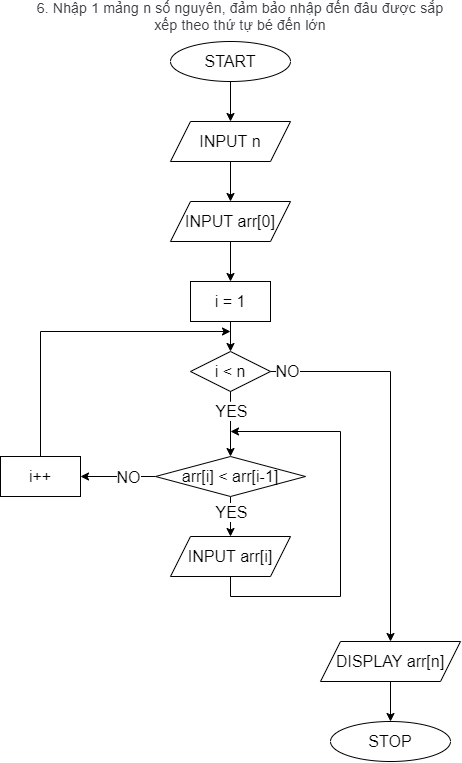 6. Nhập 1 mảng n số nguyên, đảm bảo nhập đến đâu được sắp
xếp theo thứ tự bé đến lớn
START
INPUT n
INPUT arr[0]
i = 1
i < n
NO
YES
i++
NO
arr[i] < arr[i-1]
YES
INPUT arr[i]
DISPLAY arr[n]
STOP